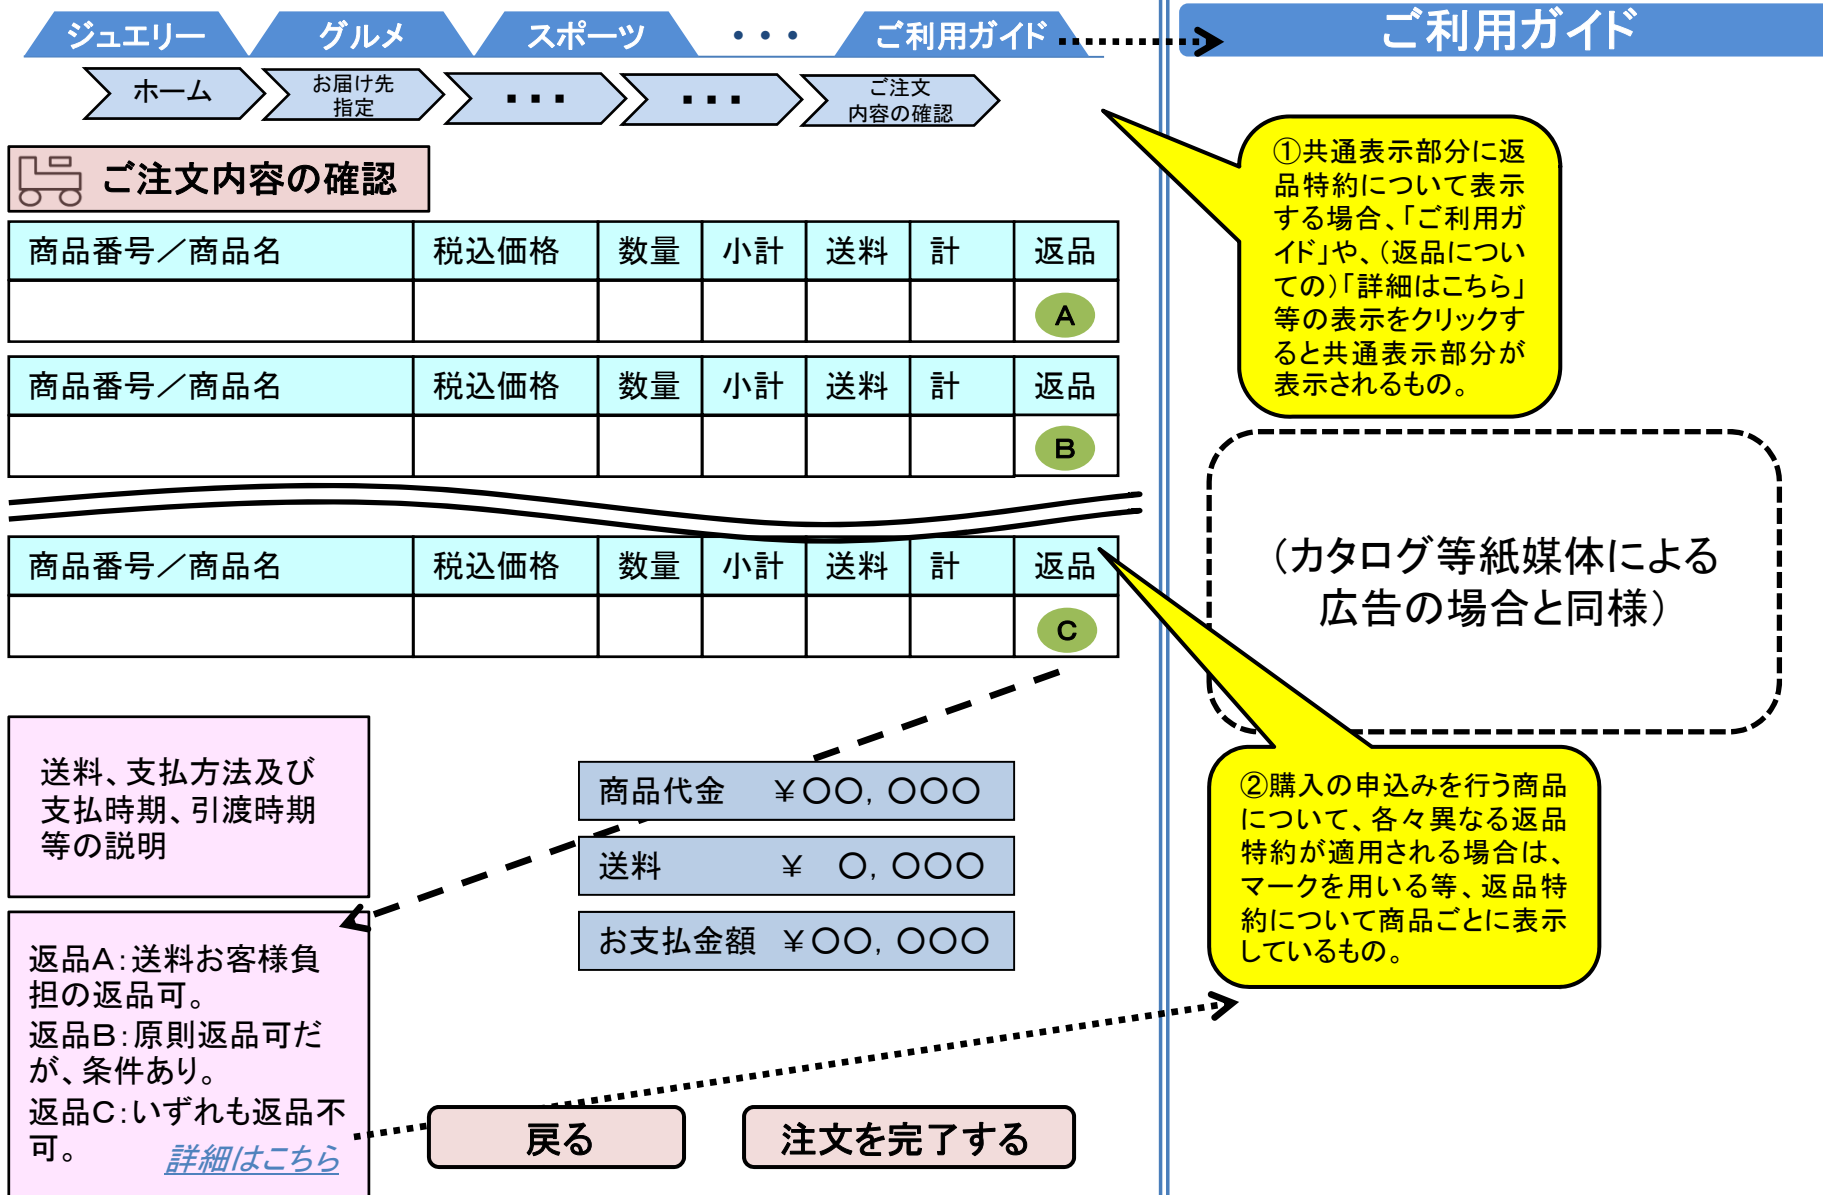 ジュエリー グルメ スポーツ ・・・ ご利用ガイド
ご利用ガイド
ホーム
お届け先
指定
・・・
・・・
ご注文
内容の確認
ご注文内容の確認
商品番号／商品名 税込価格 数量 小計 送料 計 返品
A
商品番号／商品名 税込価格 数量 小計 送料 計 返品
B
商品番号／商品名 税込価格 数量 小計 送料 計 返品
C
①共通表示部分に返
品特約について表示
する場合、「ご利用ガ
イド」や、（返品につい
ての）「詳細はこちら」
等の表示をクリックす
ると共通表示部分が
表示されるもの。
（カタログ等紙媒体による
広告の場合と同様）
②購入の申込みを行う商品
について、各々異なる返品
特約が適用される場合は、
マークを用いる等、返品特
約について商品ごとに表示
しているもの。
送料、支払方法及び
支払時期、引渡時期
等の説明
商品代金 ￥〇〇，〇〇〇
送料 ￥ 〇，〇〇〇
お支払金額 ￥〇〇，〇〇〇
返品A：送料お客様負
担の返品可。
返品B：原則返品可だ
が、条件あり。
返品C：いずれも返品不
可。
詳細はこちら
戻る
注文を完了する